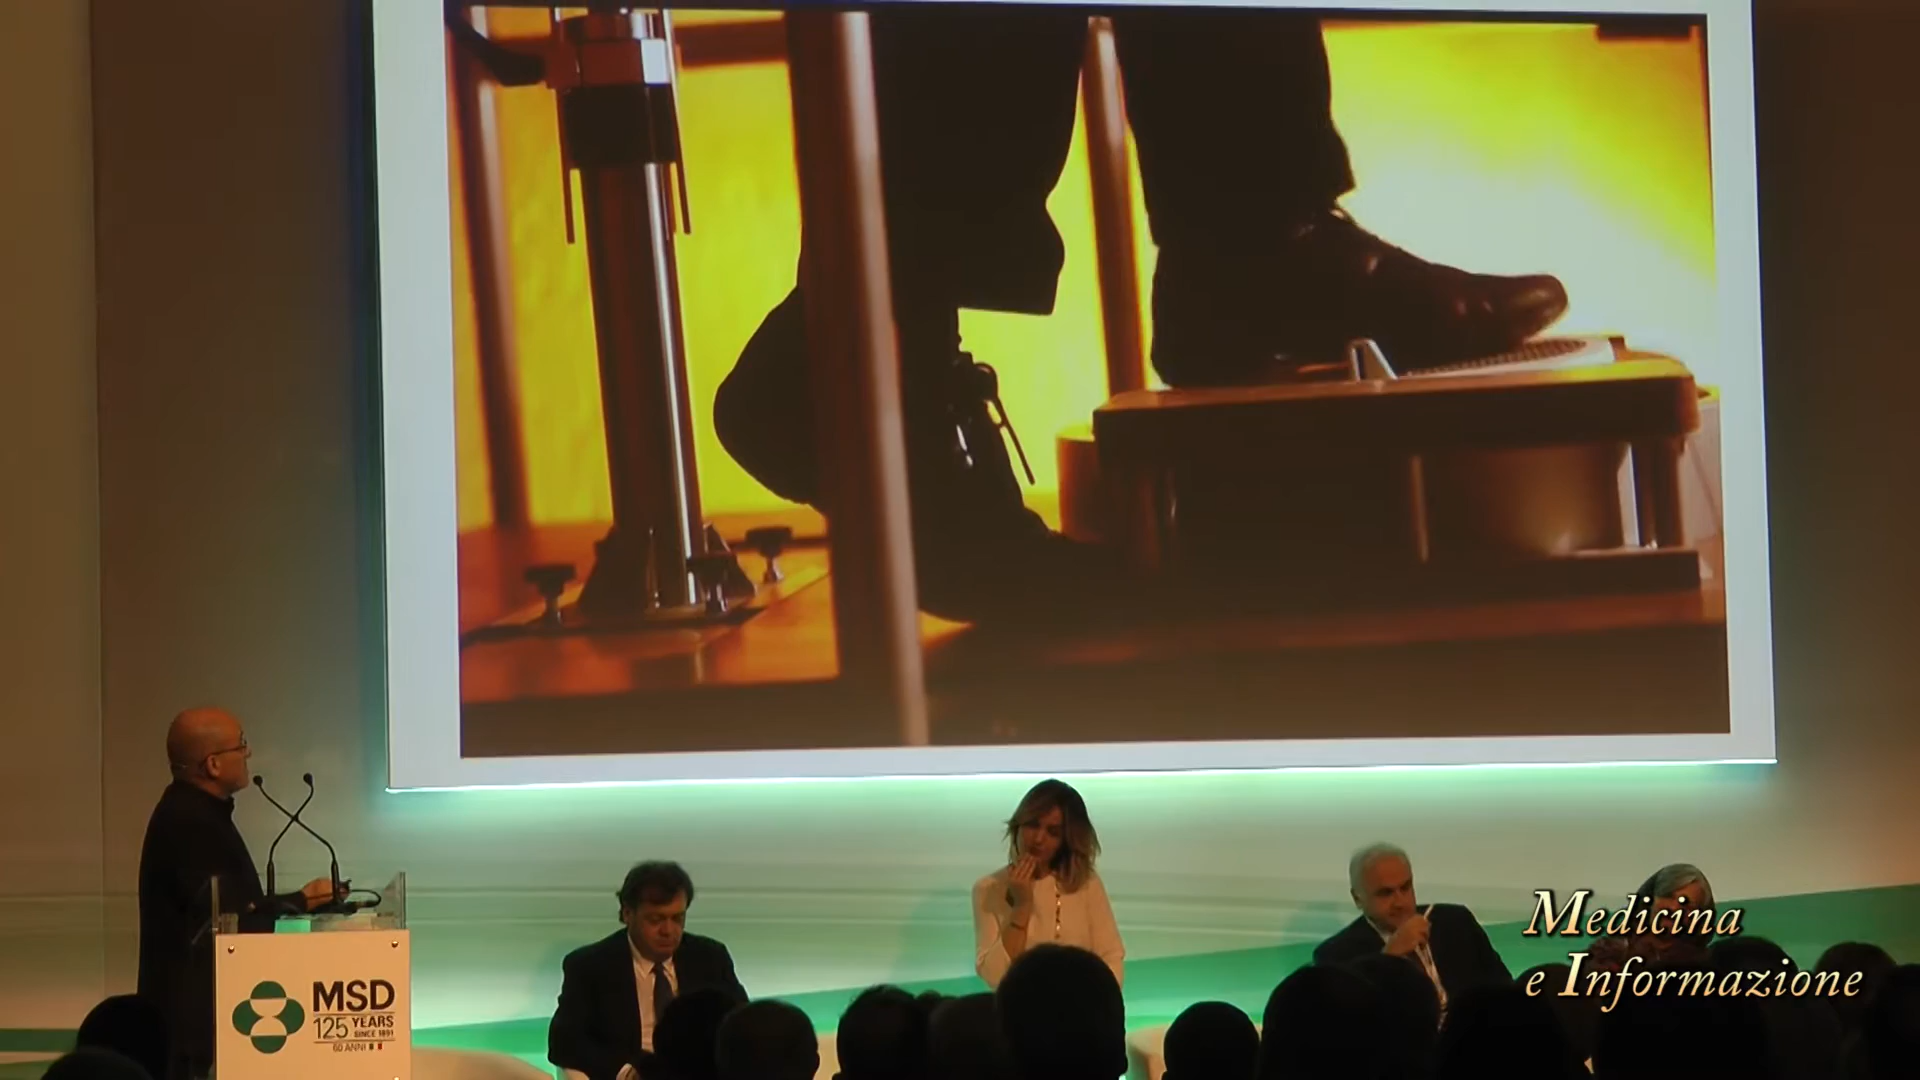 MSD
125 YEARS
SINCE 1891
60 ANNI
Medicina
e Informazione